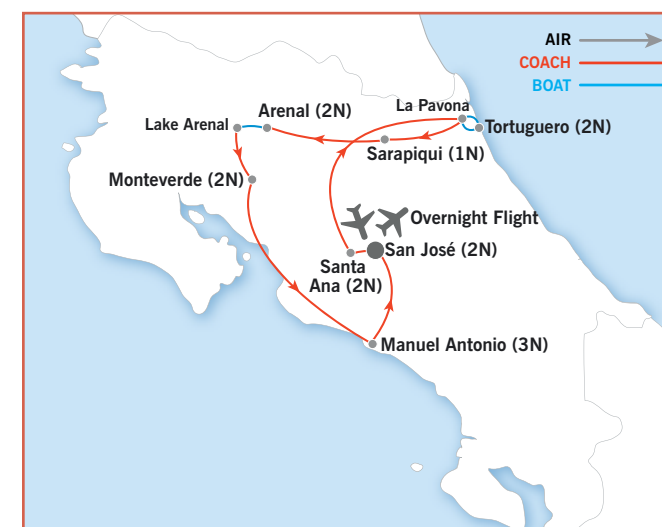 AIR
COACH
BOAT
La Pavona
Lake Arenal
Arenal (2N)
Tortuguero (2N)
Sarapiqui (1N)
Monteverde (2N)
Overnight Flight
San José (2N)
Santa
Ana (2N)
Manuel Antonio (3N)